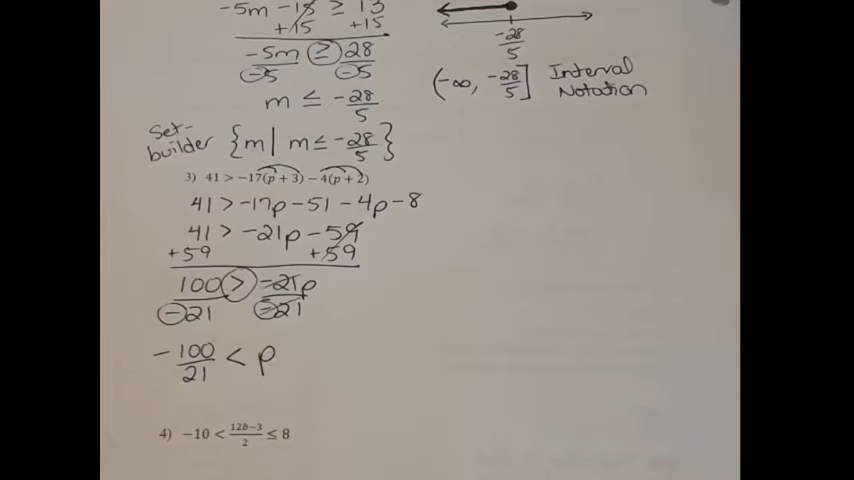 -5m - 15 ≥ 13
+15 +15
-5m ≥ 28
-5 -5
m ≤ -28/5
Set-builder {m | m ≤ -28/5}
-28/5
(-∞, -28/5] Interval Notation
3) 41 > -17(p + 3) - 4(p + 2)
41 > -17p - 51 - 4p - 8
41 > -21p - 59
+59 +59
100 > -21p
-21 -21
-100/21 < p
4) -10 < (12b-3)/2 ≤ 8